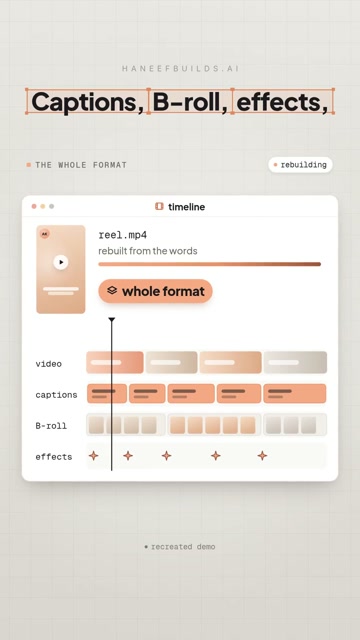 HANEEFBUILDS.AI
Captions, B-roll, effects,
THE WHOLE FORMAT
rebuilding
timeline
reel.mp4
rebuilt from the words
whole format
video
captions
B-roll
effects
recreated demo